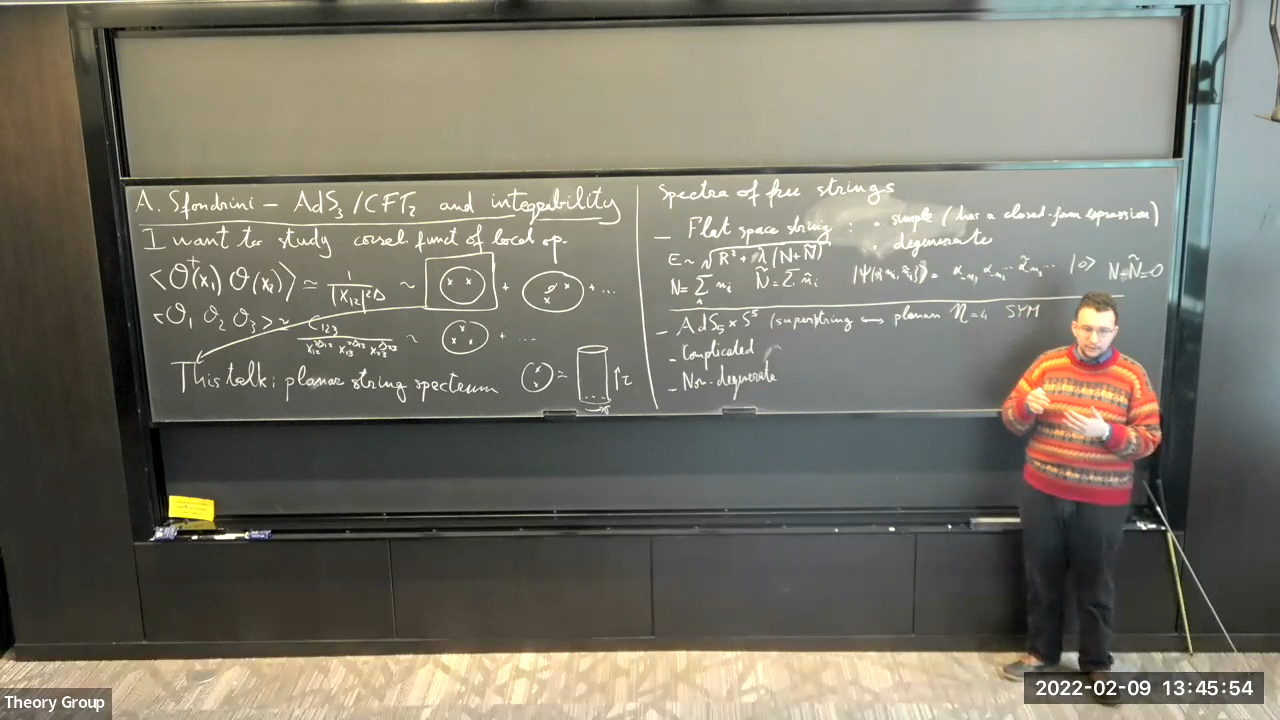 A. Sfondrini – AdS₃/CFT₂ and integrability
I want to study correl. funct of local op.
⟨O†(x₁) O(x₂)⟩ ≃ 1/|x₁₂|^2Δ ~ + + ...
⟨O₁ O₂ O₃⟩ ~ C₁₂₃ / ~ + ...
This talk: planar string spectrum ≃ ↑τ
Spectra of free strings
– Flat space string: • simple (has a closed-form expression)
• degenerate
E ~ √R² + λ(N+Ñ)
N = Σ nᵢ Ñ = Σ ñᵢ |Ψ⟩ = |0⟩ N-Ñ=0
– AdS₅ × S⁵ (super)string planar N=4 SYM
– Complicated
– Non-degenerate
Theory Group
2022-02-09 13:45:54